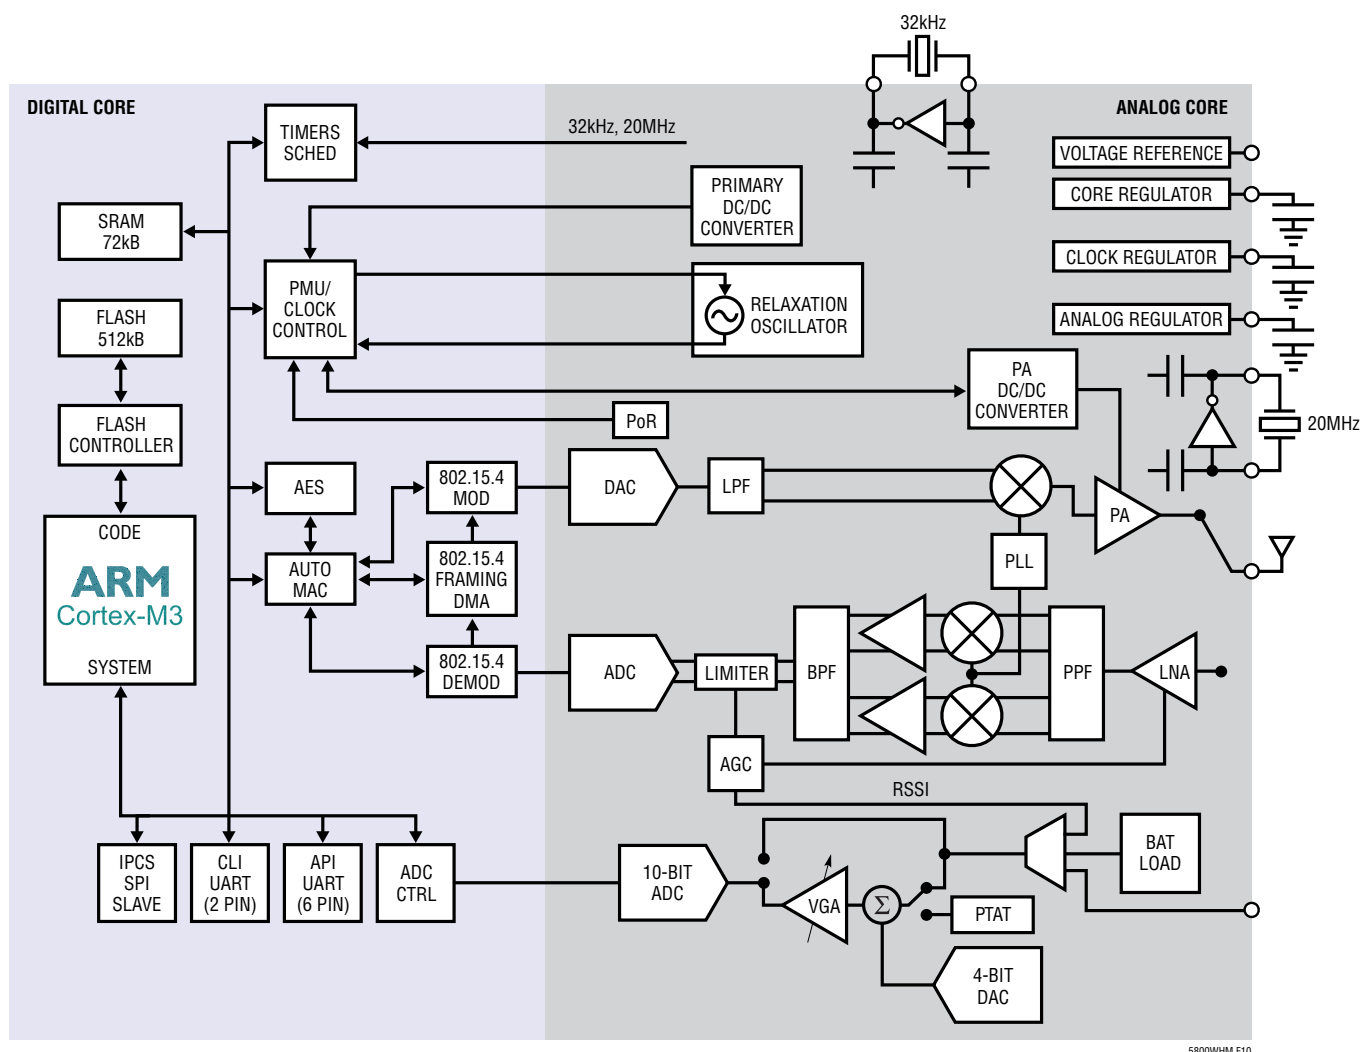 32kHz
DIGITAL CORE
ANALOG CORE
TIMERS
SCHED
32kHz, 20MHz
VOLTAGE REFERENCE
PRIMARY
DC/DC
CONVERTER
CORE REGULATOR
SRAM
72kB
CLOCK REGULATOR
PMU/
CLOCK
CONTROL
RELAXATION
OSCILLATOR
FLASH
512kB
ANALOG REGULATOR
PA
DC/DC
CONVERTER
PoR
20MHz
FLASH
CONTROLLER
AES
802.15.4
MOD
DAC
LPF
PA
CODE
ARM
Cortex-M3
SYSTEM
AUTO
MAC
802.15.4
FRAMING
DMA
PLL
802.15.4
DEMOD
ADC
LIMITER
BPF
PPF
LNA
AGC
RSSI
IPCS
SPI
SLAVE
CLI
UART
(2 PIN)
API
UART
(6 PIN)
ADC
CTRL
10-BIT
ADC
VGA
Σ
PTAT
BAT
LOAD
4-BIT
DAC
5800WHM F10